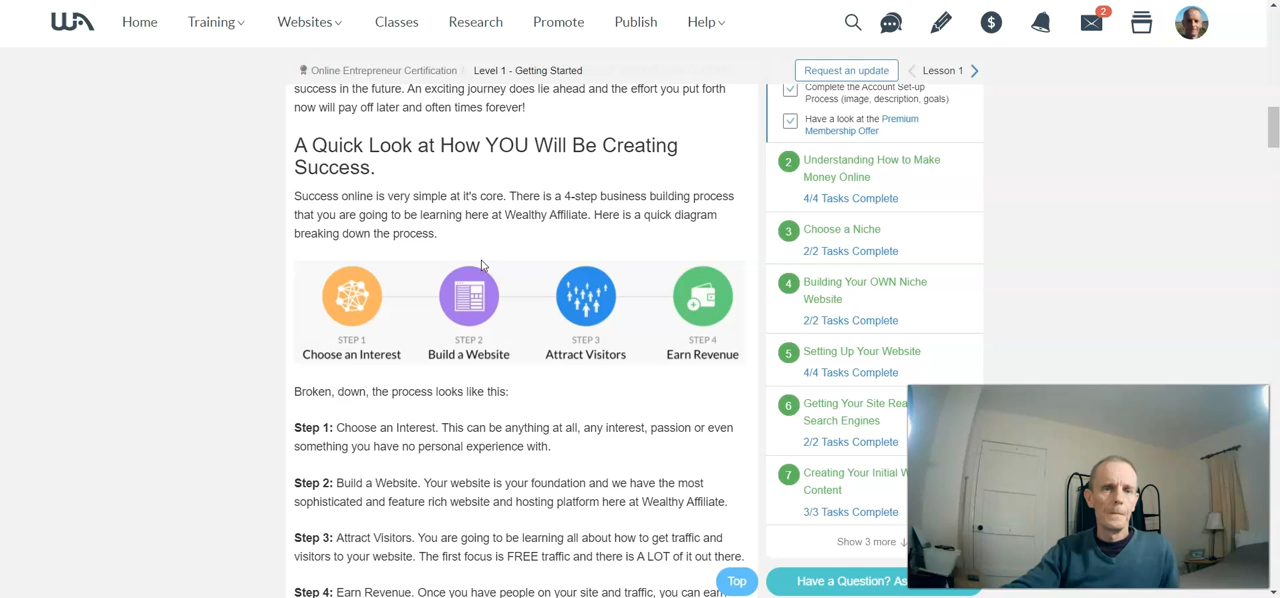 WA
Home
Training
Websites
Classes
Research
Promote
Publish
Help
$
2
Online Entrepreneur Certification / Level 1 - Getting Started
Request an update
Lesson 1
success in the future. An exciting journey does lie ahead and the effort you put forth
now will pay off later and often times forever!
A Quick Look at How YOU Will Be Creating
Success.
Success online is very simple at it's core. There is a 4-step business building process
that you are going to be learning here at Wealthy Affiliate. Here is a quick diagram
breaking down the process.
STEP 1
Choose an Interest
STEP 2
Build a Website
STEP 3
Attract Visitors
STEP 4
Earn Revenue
Broken, down, the process looks like this:
Step 1: Choose an Interest. This can be anything at all, any interest, passion or even
something you have no personal experience with.
Step 2: Build a Website. Your website is your foundation and we have the most
sophisticated and feature rich website and hosting platform here at Wealthy Affiliate.
Step 3: Attract Visitors. You are going to be learning all about how to get traffic and
visitors to your website. The first focus is FREE traffic and there is A LOT of it out there.
Step 4: Earn Revenue. Once you have people on your site and traffic, you can earn
Top
Complete the Account Set-up
Process (image, description, goals)
Have a look at the Premium
Membership Offer
2 Understanding How to Make
Money Online
4/4 Tasks Complete
3 Choose a Niche
2/2 Tasks Complete
4 Building Your OWN Niche
Website
2/2 Tasks Complete
5 Setting Up Your Website
4/4 Tasks Complete
6 Getting Your Site Rea
Search Engines
2/2 Tasks Complete
7 Creating Your Initial W
Content
3/3 Tasks Complete
Show 3 more
Have a Question? As